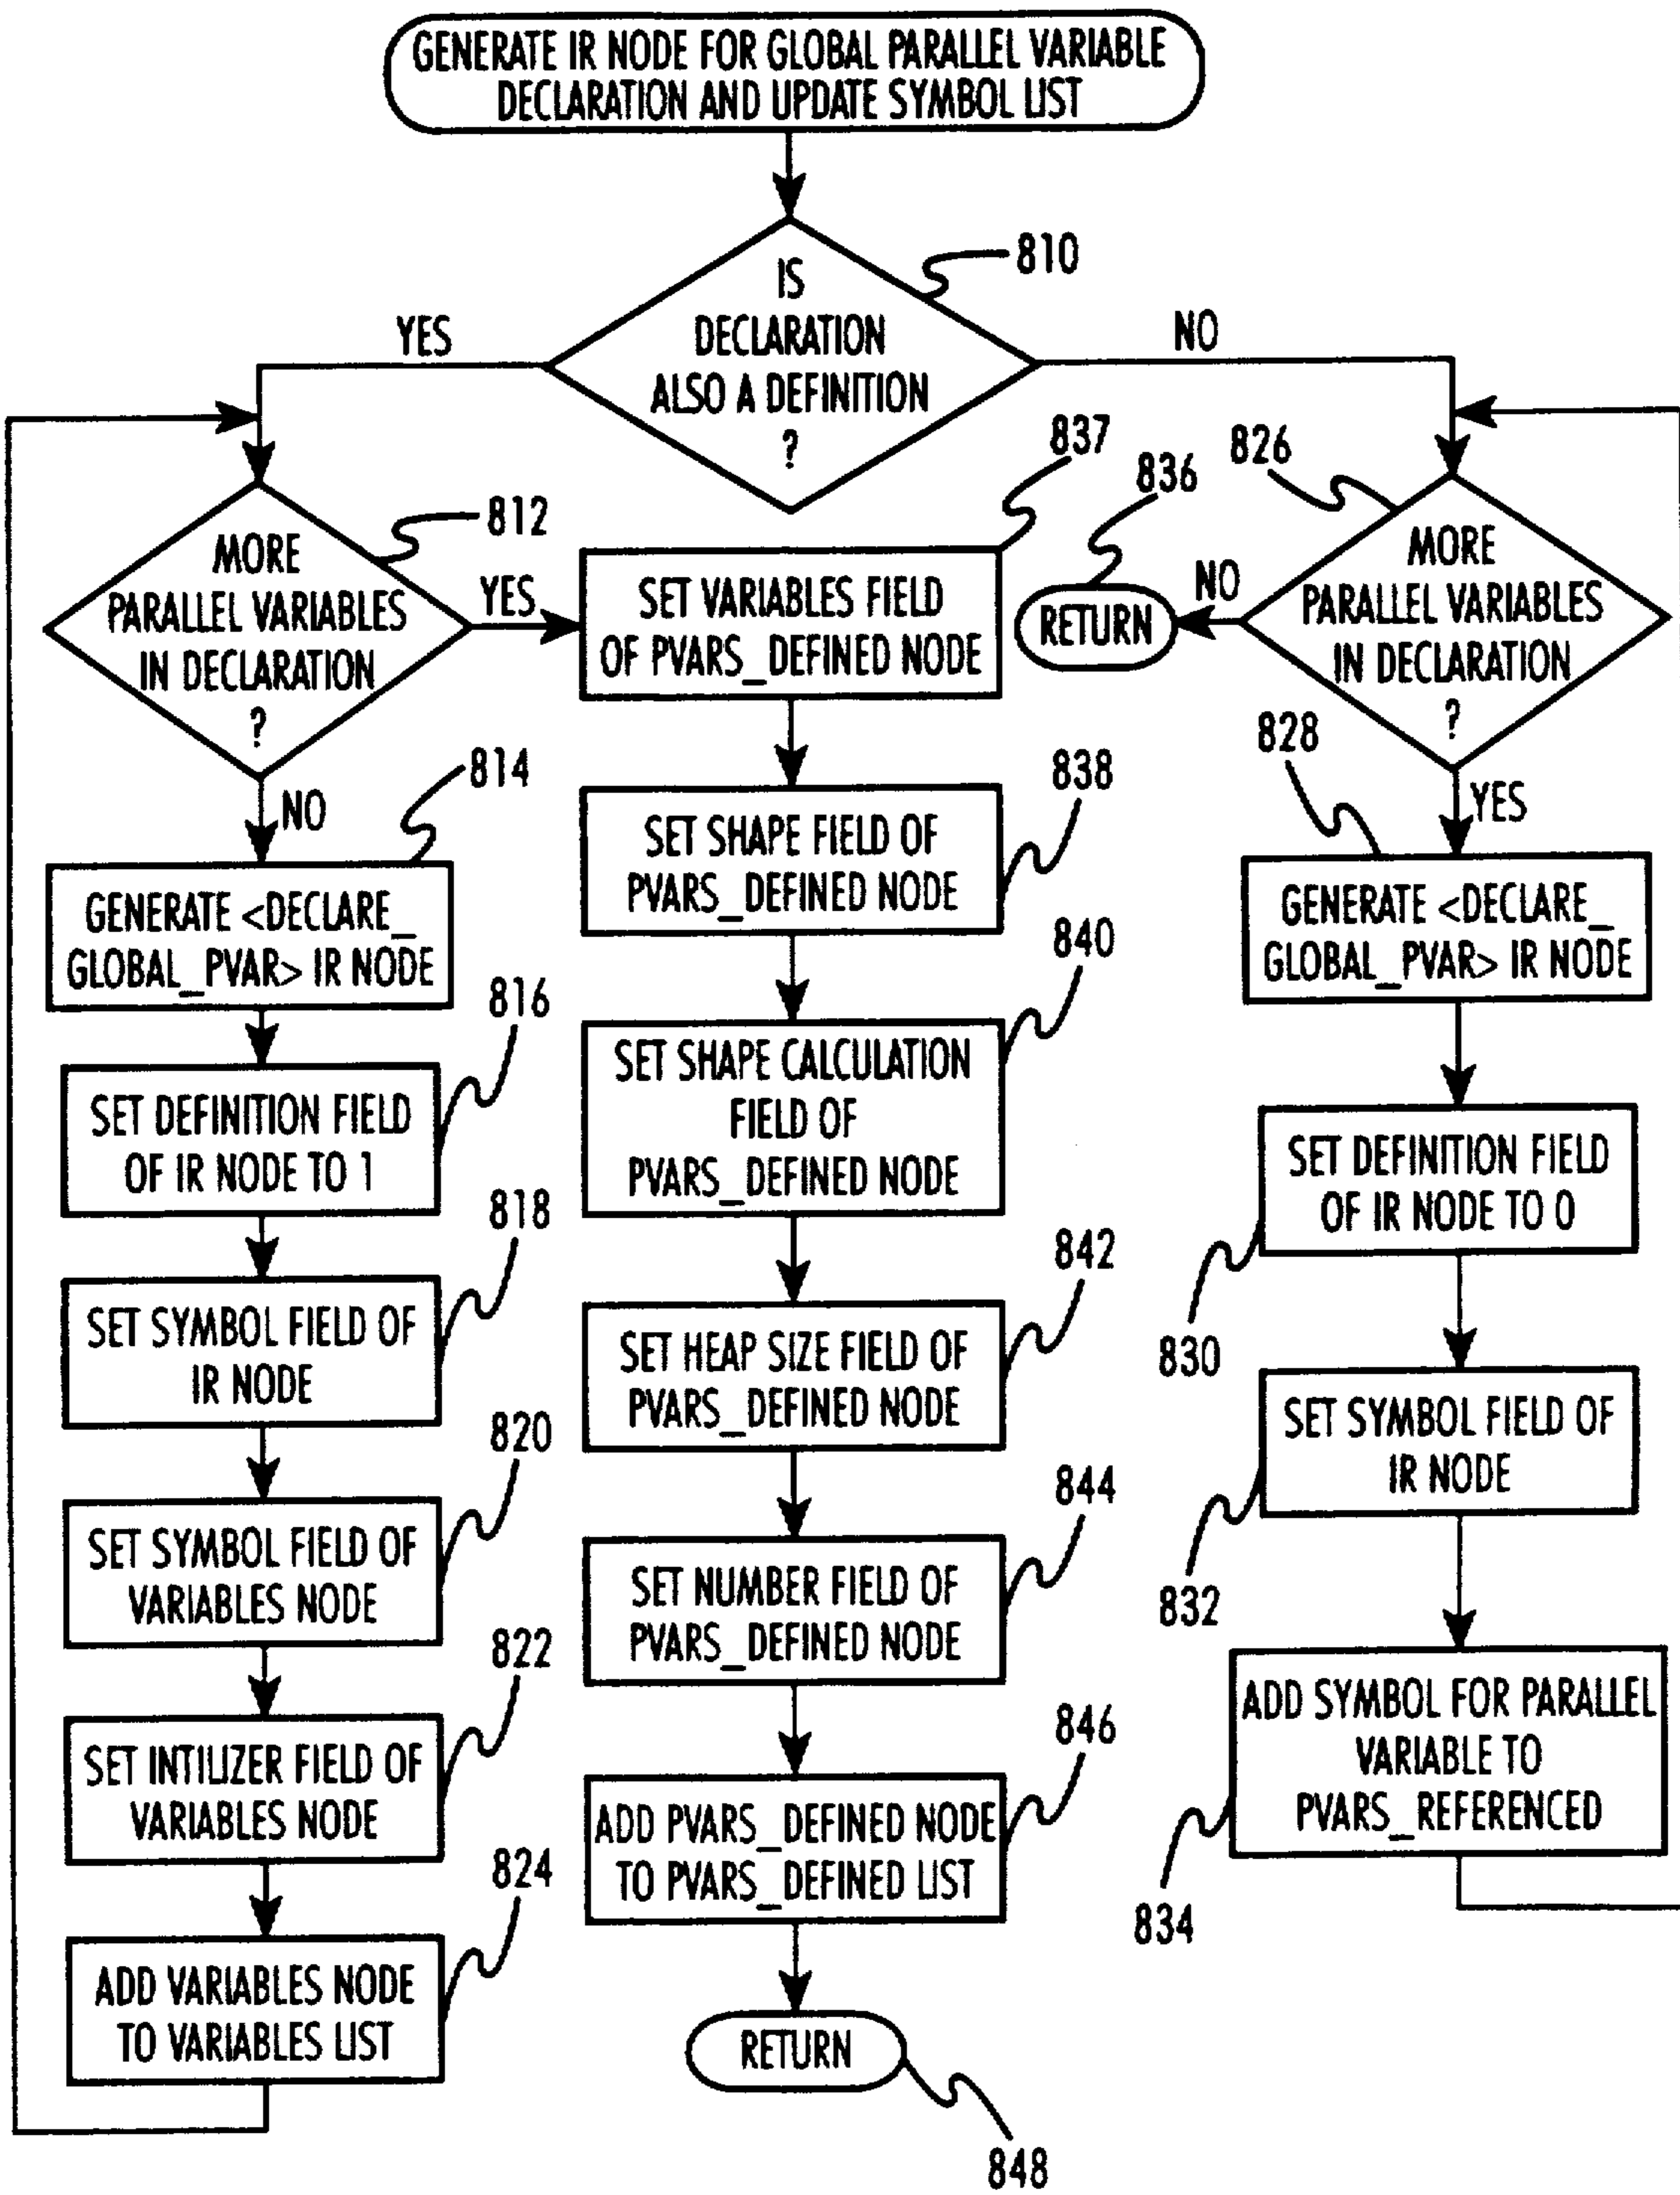 GENERATE IR NODE FOR GLOBAL PARALLEL VARIABLE
DECLARATION AND UPDATE SYMBOL LIST
810
IS
DECLARATION
ALSO A DEFINITION
?
YES
NO
812
MORE
PARALLEL VARIABLES
IN DECLARATION
?
YES
NO
814
GENERATE <DECLARE_
GLOBAL_PVAR> IR NODE
816
SET DEFINITION FIELD
OF IR NODE TO 1
818
SET SYMBOL FIELD OF
IR NODE
820
SET SYMBOL FIELD OF
VARIABLES NODE
822
SET INTILIZER FIELD OF
VARIABLES NODE
824
ADD VARIABLES NODE
TO VARIABLES LIST
837
SET VARIABLES FIELD
OF PVARS_DEFINED NODE
838
SET SHAPE FIELD OF
PVARS_DEFINED NODE
840
SET SHAPE CALCULATION
FIELD OF
PVARS_DEFINED NODE
842
SET HEAP SIZE FIELD OF
PVARS_DEFINED NODE
844
SET NUMBER FIELD OF
PVARS_DEFINED NODE
846
ADD PVARS_DEFINED NODE
TO PVARS_DEFINED LIST
RETURN
848
826
MORE
PARALLEL VARIABLES
IN DECLARATION
?
NO
836
RETURN
YES
828
GENERATE <DECLARE_
GLOBAL_PVAR> IR NODE
SET DEFINITION FIELD
OF IR NODE TO 0
830
SET SYMBOL FIELD OF
IR NODE
832
ADD SYMBOL FOR PARALLEL
VARIABLE TO
PVARS_REFERENCED
834